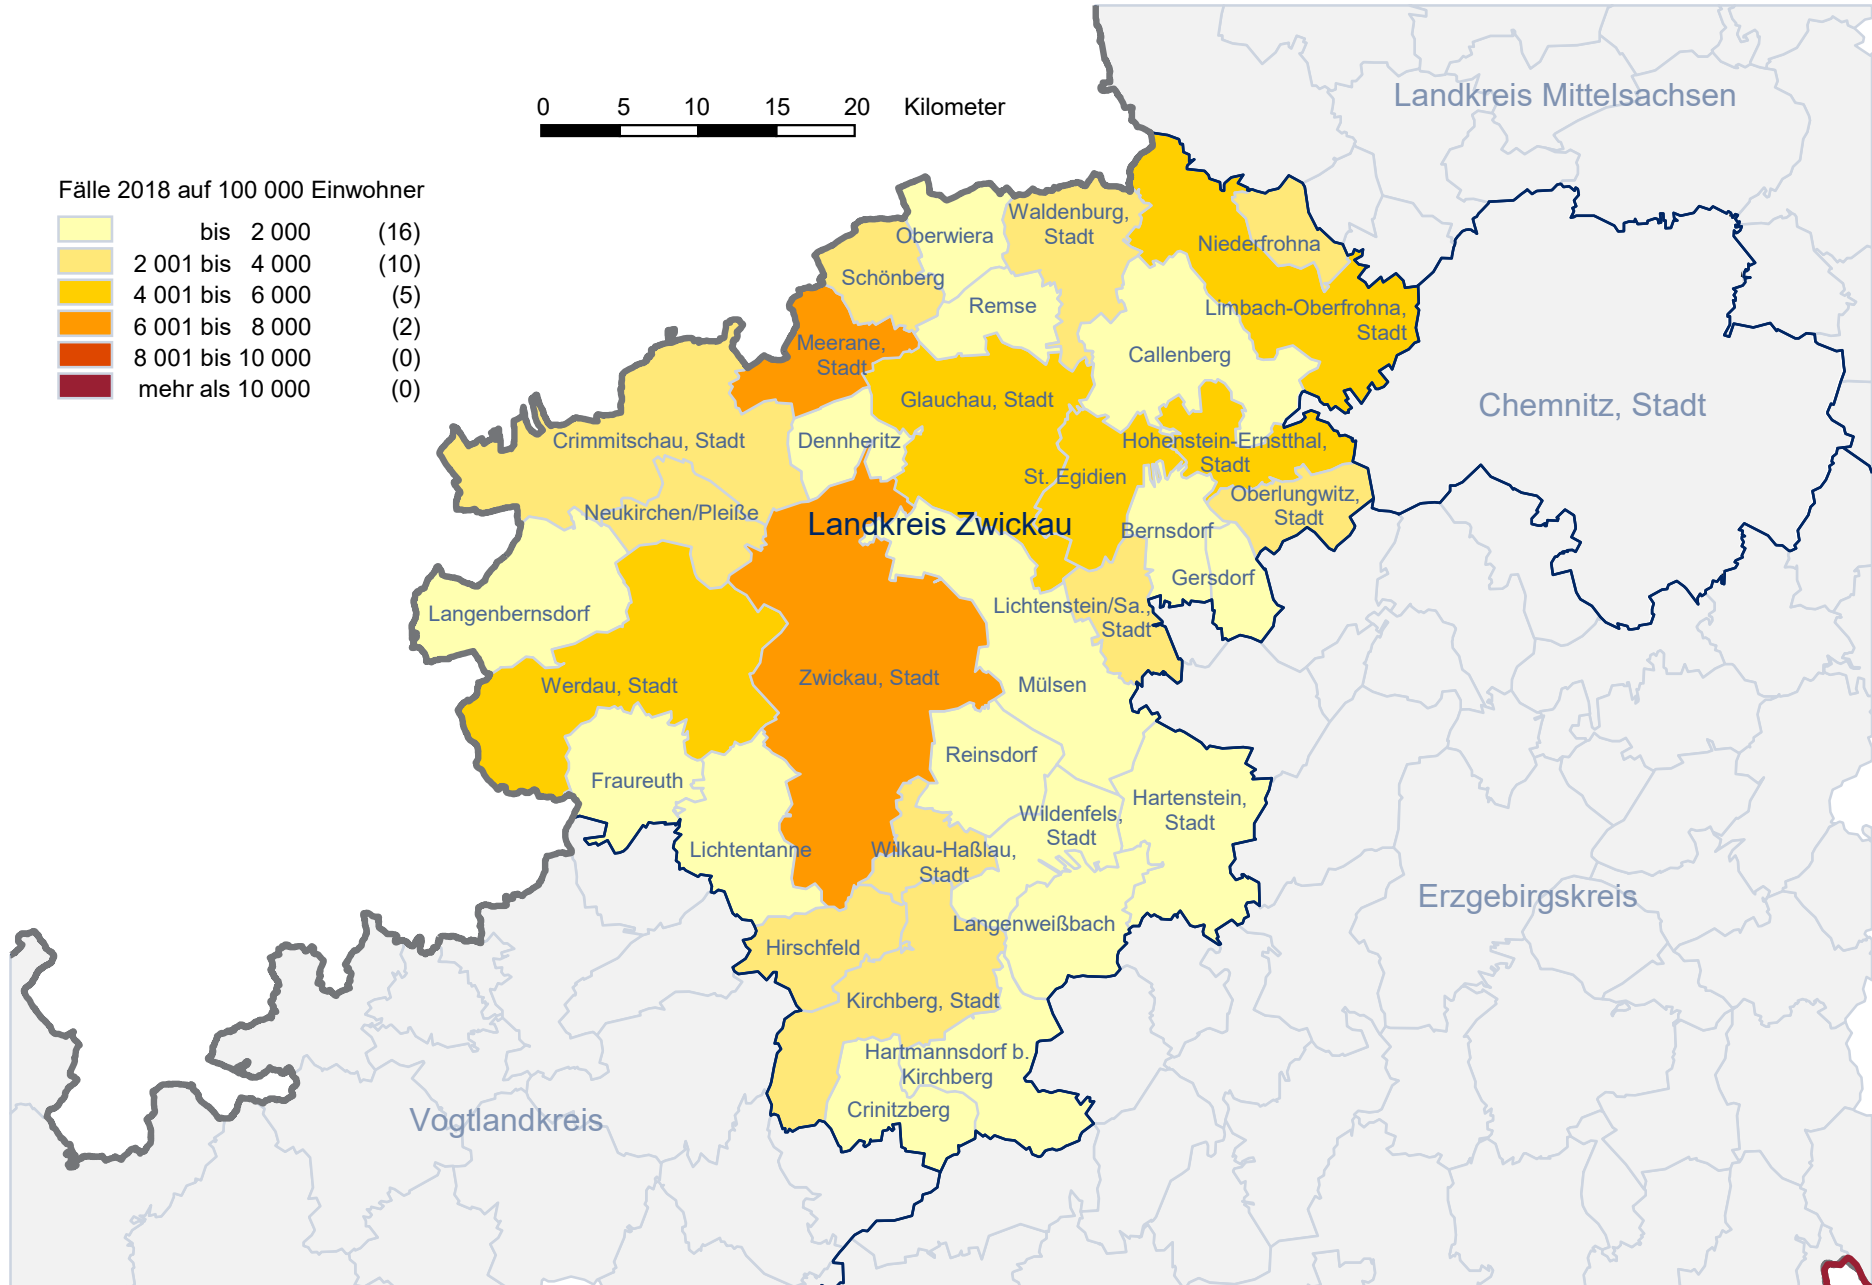 0 5 10 15 20 Kilometer
Fälle 2018 auf 100 000 Einwohner
bis 2 000 (16)
2 001 bis 4 000 (10)
4 001 bis 6 000 (5)
6 001 bis 8 000 (2)
8 001 bis 10 000 (0)
mehr als 10 000 (0)
Landkreis Mittelsachsen
Waldenburg,
Stadt
Oberwiera
Niederfrohna
Schönberg
Remse
Limbach-Oberfrohna,
Stadt
Meerane,
Stadt
Callenberg
Glauchau, Stadt
Chemnitz, Stadt
Crimmitschau, Stadt
Dennheritz
Hohenstein-Ernstthal,
Stadt
St. Egidien
Oberlungwitz,
Stadt
Neukirchen/Pleiße
Landkreis Zwickau
Bernsdorf
Gersdorf
Langenbernsdorf
Lichtenstein/Sa.,
Stadt
Werdau, Stadt
Zwickau, Stadt
Mülsen
Reinsdorf
Fraureuth
Hartenstein,
Stadt
Wildenfels,
Stadt
Lichtentanne
Wilkau-Haßlau,
Stadt
Erzgebirgskreis
Langenweißbach
Hirschfeld
Kirchberg, Stadt
Hartmannsdorf b.
Kirchberg
Crinitzberg
Vogtlandkreis